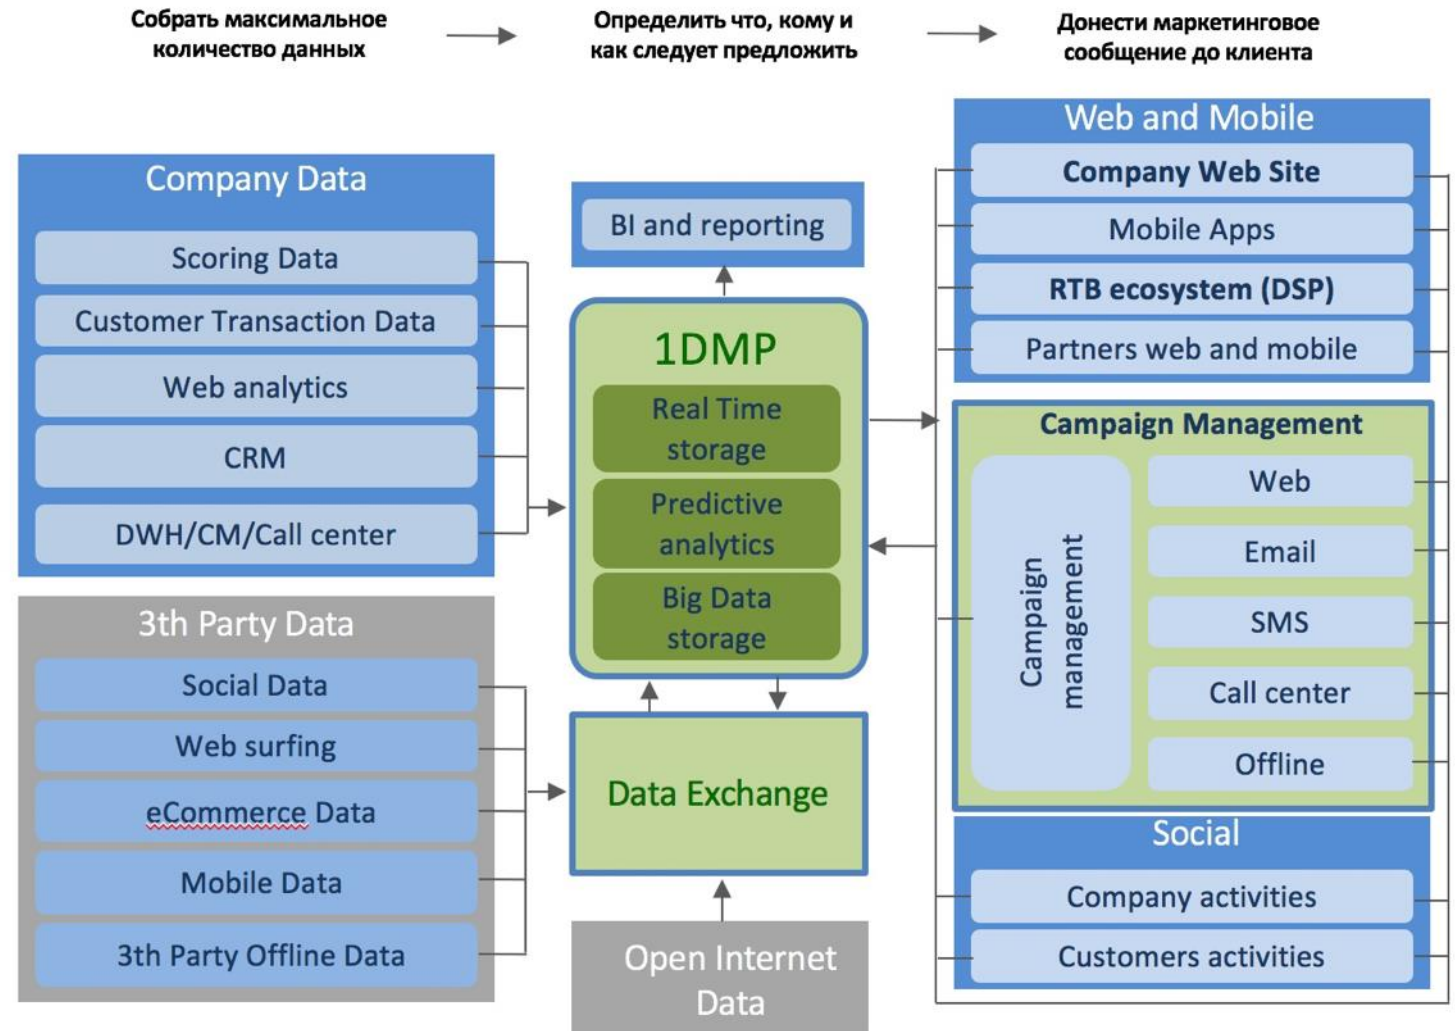 Собрать максимальное
количество данных
Определить что, кому и
как следует предложить
Донести маркетинговое
сообщение до клиента
Company Data
Scoring Data
Customer Transaction Data
Web analytics
CRM
DWH/CM/Call center
3th Party Data
Social Data
Web surfing
eCommerce Data
Mobile Data
3th Party Offline Data
BI and reporting
1DMP
Real Time
storage
Predictive
analytics
Big Data
storage
Data Exchange
Open Internet
Data
Web and Mobile
Company Web Site
Mobile Apps
RTB ecosystem (DSP)
Partners web and mobile
Campaign Management
Campaign
management
Web
Email
SMS
Call center
Offline
Social
Company activities
Customers activities